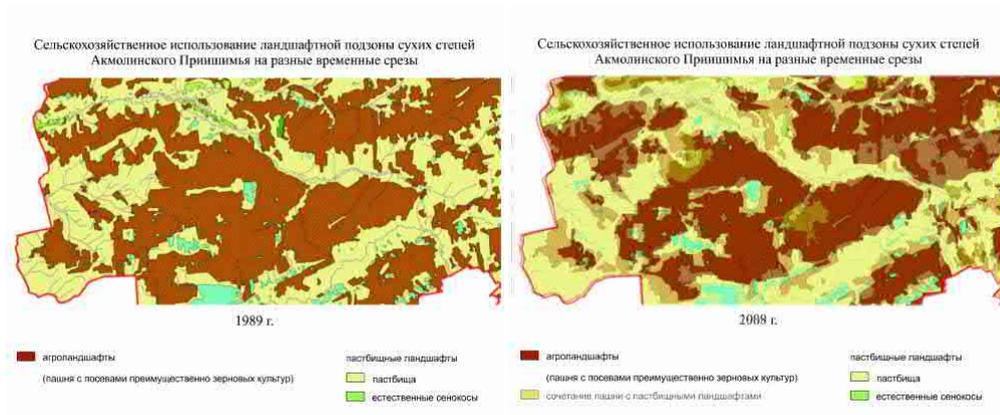 Сельскохозяйственное использование ландшафтной подзоны сухих степей
Акмолинского Приишимья на разные временные срезы
1989 г.
агроландшафты
(пашня с посевами преимущественно зерновых культур)
пастбищные ландшафты
пастбища
естественные сенокосы
Сельскохозяйственное использование ландшафтной подзоны сухих степей
Акмолинского Приишимья на разные временные срезы
2008 г.
агроландшафты
(пашня с посевами преимущественно зерновых культур)
сочетание пашни с пастбищными ландшафтами
пастбищные ландшафты
пастбища
естественные сенокосы